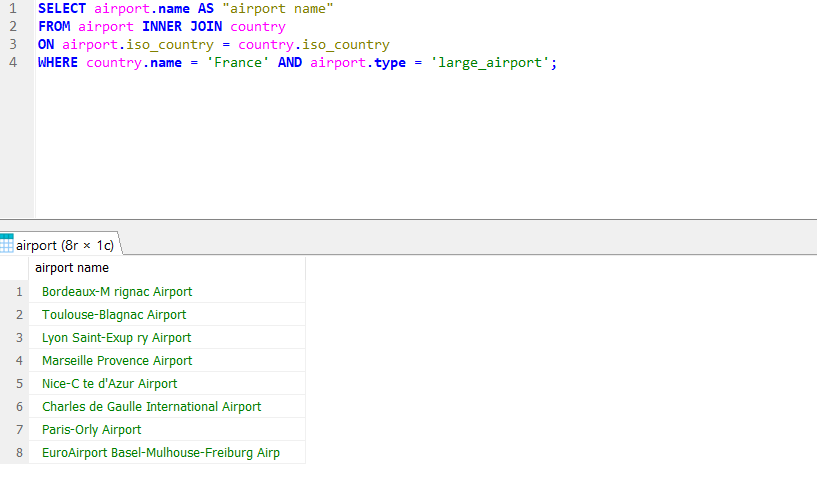 1 SELECT airport.name AS "airport name"
2 FROM airport INNER JOIN country
3 ON airport.iso_country = country.iso_country
4 WHERE country.name = 'France' AND airport.type = 'large_airport';
airport (8r × 1c)
airport name
1 Bordeaux-M rignac Airport
2 Toulouse-Blagnac Airport
3 Lyon Saint-Exup ry Airport
4 Marseille Provence Airport
5 Nice-C te d'Azur Airport
6 Charles de Gaulle International Airport
7 Paris-Orly Airport
8 EuroAirport Basel-Mulhouse-Freiburg Airp